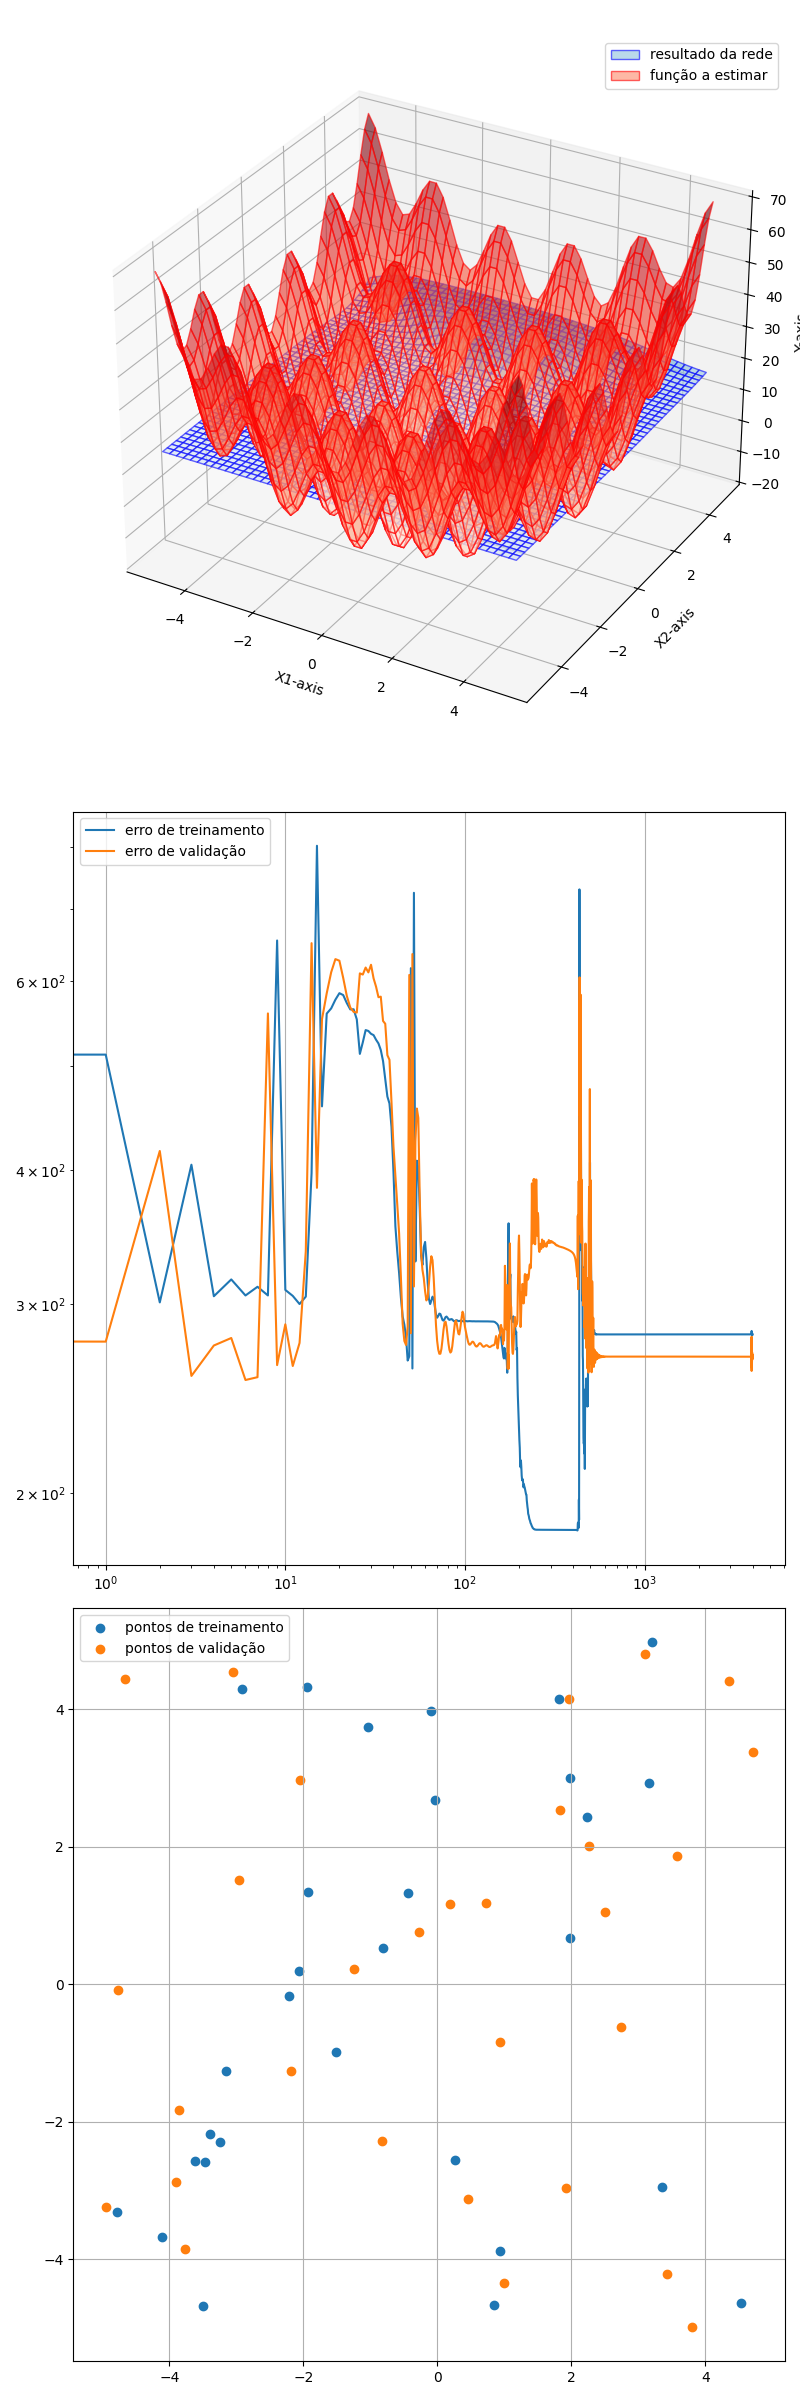 resultado da rede
função a estimar
70
60
50
40
30
20
10
0
−10
−20
X2-axis
4
2
0
−2
−4
−4
−2
0
2
4
X1-axis
erro de treinamento
erro de validação
6 × 10²
4 × 10²
3 × 10²
2 × 10²
10⁰ 10¹ 10² 10³
pontos de treinamento
pontos de validação
4
2
0
−2
−4
−4 −2 0 2 4